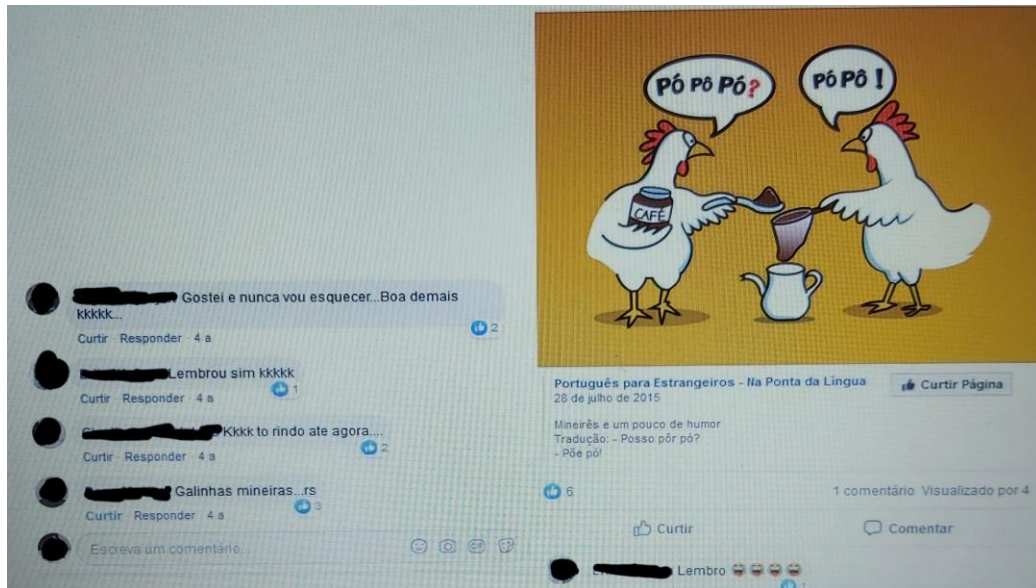 PÓ PÔ PÓ?
PÓ PÔ!
CAFÉ
Gostei e nunca vou esquecer...Boa demais
kkkkk...
2
Curtir · Responder · 4 a
Lembrou sim kkkkk
1
Curtir · Responder · 4 a
Kkkk to rindo ate agora....
2
Curtir · Responder · 4 a
Galinhas mineiras...rs
3
Curtir · Responder · 4 a
Escreva um comentário...
GIF
Português para Estrangeiros - Na Ponta da Língua
28 de julho de 2015
Curtir Página
Mineirês e um pouco de humor
Tradução: - Posso pôr pó?
- Põe pó!
6
1 comentário Visualizado por 4
Curtir
Comentar
Lembro
1